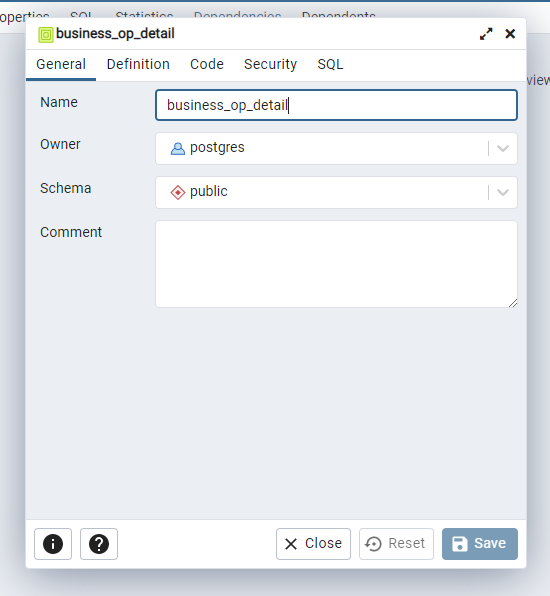 operties SQL Statistics Dependencies Dependents
business_op_detail
view
General Definition Code Security SQL
Name business_op_detail
Owner postgres
Schema public
Comment
Close Reset Save